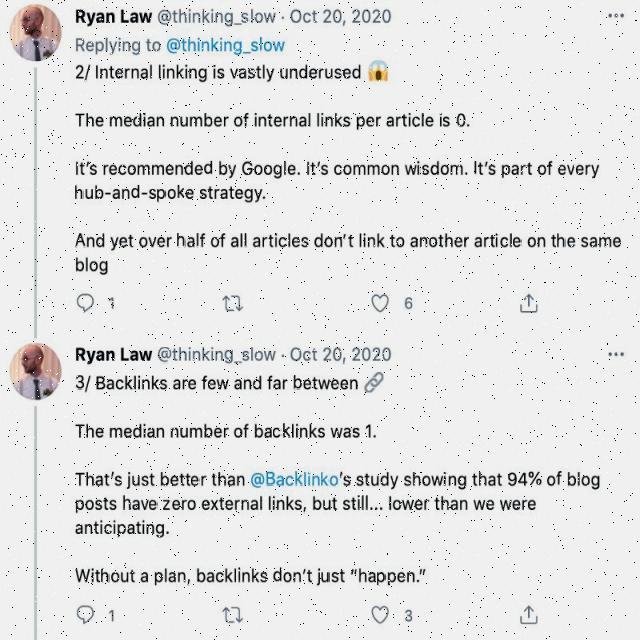 Ryan Law @thinking_slow · Oct 20, 2020
Replying to @thinking_slow
2/ Internal linking is vastly underused 😱
The median number of internal links per article is 0.
It's recommended by Google. It's common wisdom. It's part of every
hub-and-spoke strategy.
And yet over half of all articles don't link to another article on the same
blog
1 6
Ryan Law @thinking_slow · Oct 20, 2020
3/ Backlinks are few and far between 🔗
The median number of backlinks was 1.
That's just better than @Backlinko's study showing that 94% of blog
posts have zero external links, but still... lower than we were
anticipating.
Without a plan, backlinks don't just "happen."
1 3